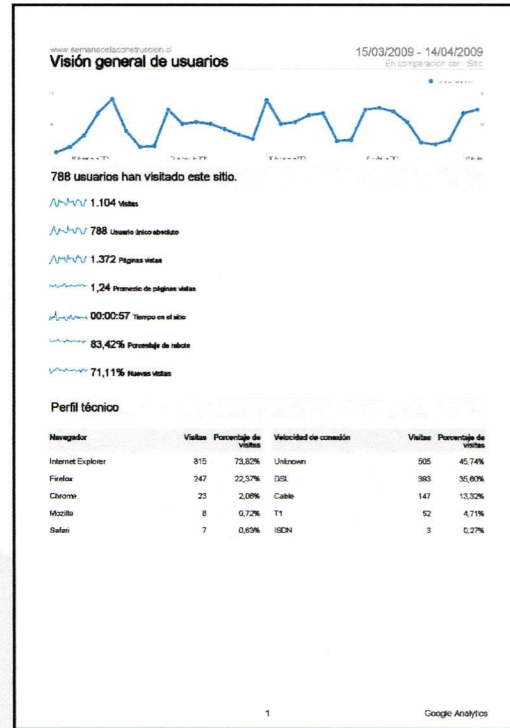 www.semanadelaconstruccion.cl
Visión general de usuarios
15/03/2009 - 14/04/2009
En comparación con: Sitio
788 usuarios han visitado este sitio.
1.104 Visitas
788 Usuario único absoluto
1.372 Páginas vistas
1,24 Promedio de páginas vistas
00:00:57 Tiempo en el sitio
83,42% Porcentaje de rebote
71,11% Nuevas visitas
Perfil técnico
Navegador Visitas Porcentaje de visitas Velocidad de conexión Visitas Porcentaje de visitas
Internet Explorer 815 73,82% Unknown 505 45,74%
Firefox 247 22,37% DSL 393 35,60%
Chrome 23 2,08% Cable 147 13,32%
Mozilla 8 0,72% T1 52 4,71%
Safari 7 0,63% ISDN 3 0,27%
1 Google Analytics